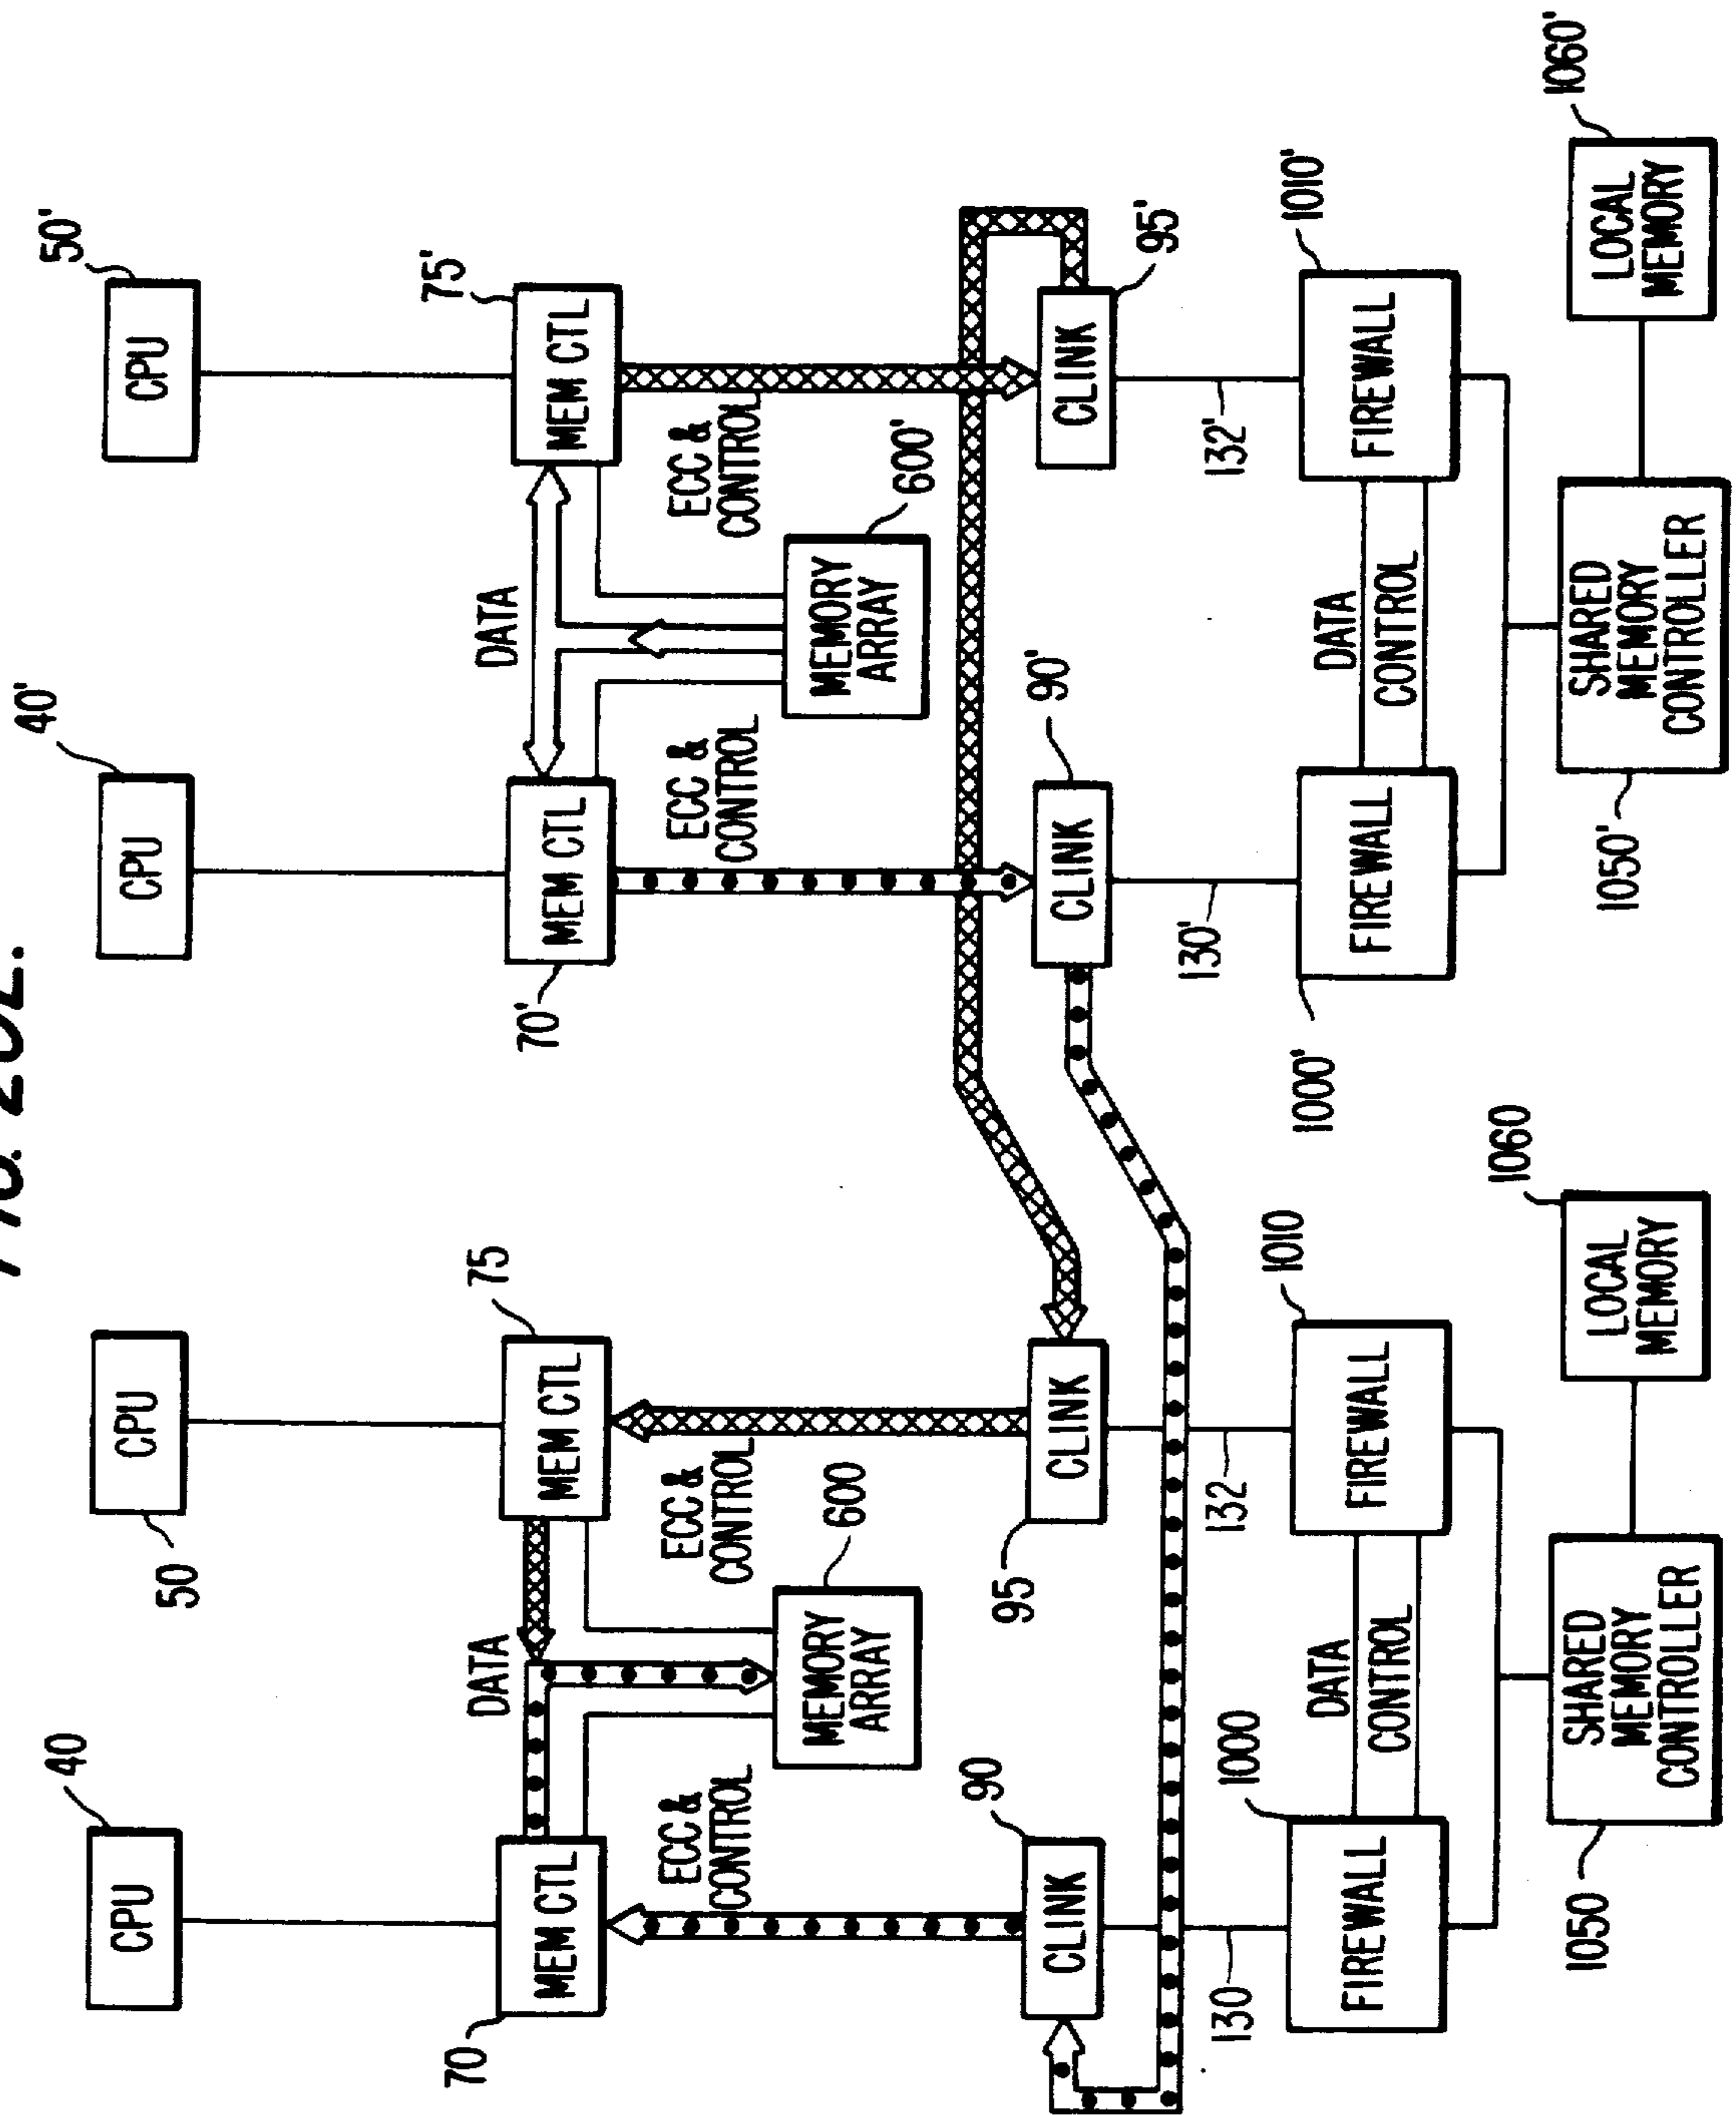 40
CPU
50
CPU
40'
CPU
50'
CPU
70
MEM CTL
DATA
MEM CTL
75
70'
MEM CTL
DATA
MEM CTL
75'
ECC &
CONTROL
ECC &
CONTROL
MEMORY
ARRAY
600
ECC &
CONTROL
ECC &
CONTROL
MEMORY
ARRAY
600'
90
CLINK
95
CLINK
90'
CLINK
95'
CLINK
130
132
130'
132'
1000
FIREWALL
DATA
CONTROL
FIREWALL
1010
1000'
FIREWALL
DATA
CONTROL
FIREWALL
1010'
1050
SHARED
MEMORY
CONTROLLER
LOCAL
MEMORY
1060
1050'
SHARED
MEMORY
CONTROLLER
LOCAL
MEMORY
1060'